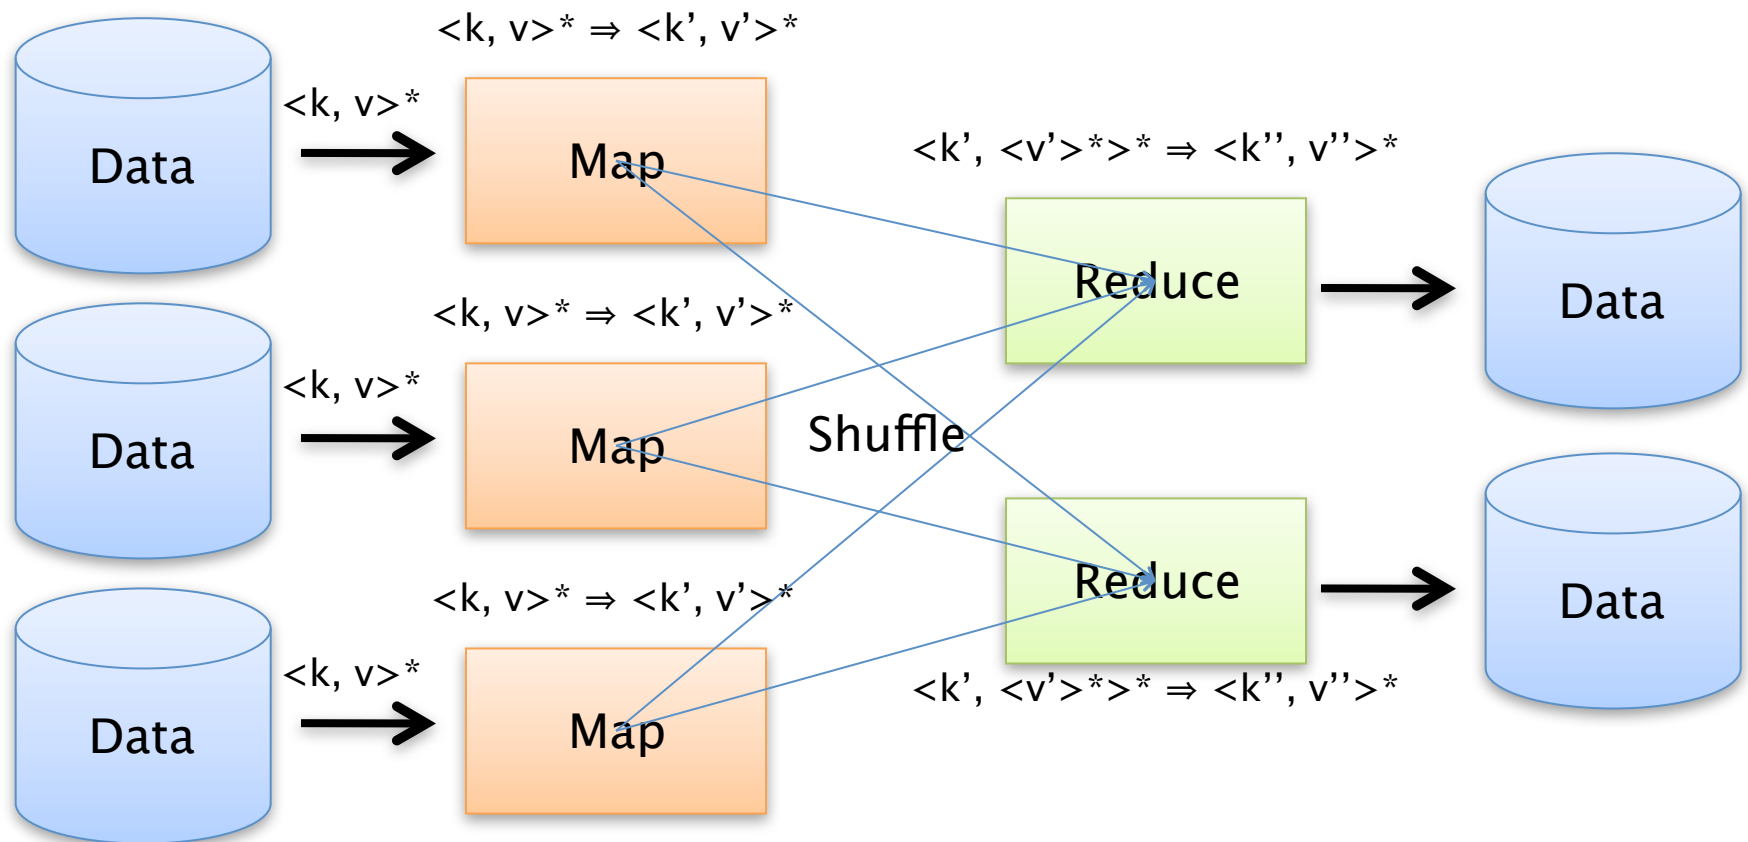 <k, v>* ⇒ <k’, v’>*
<k, v>*
Data
Map
<k’, <v’>*>* ⇒ <k’’, v’’>*
Reduce
Data
<k, v>* ⇒ <k’, v’>*
<k, v>*
Data
Map
Shuffle
<k, v>* ⇒ <k’, v’>*
<k, v>*
Data
Map
Reduce
<k’, <v’>*>* ⇒ <k’’, v’’>*
Data